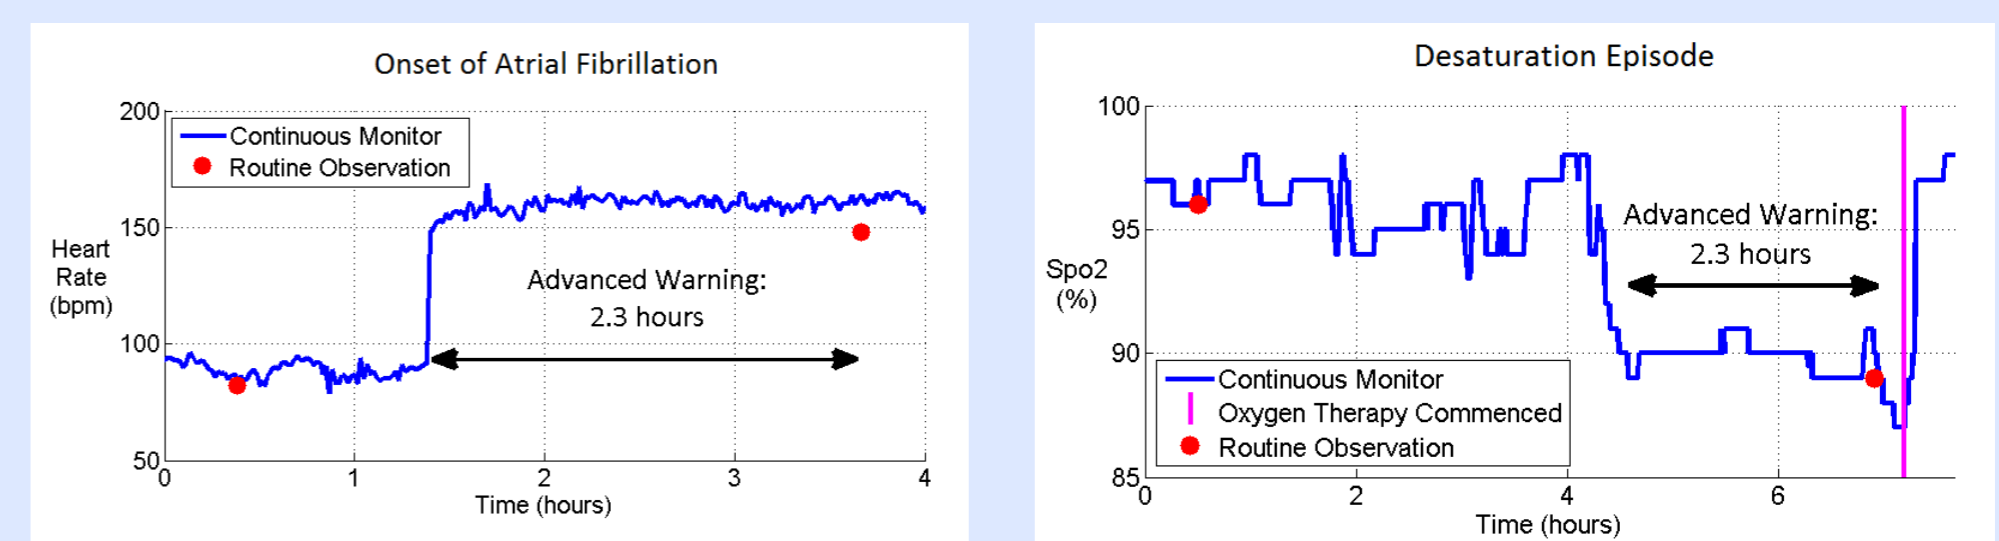 Onset of Atrial Fibrillation
200
Continuous Monitor
Routine Observation
150
Heart
Rate
(bpm)
Advanced Warning:
2.3 hours
100
50
0
1
2
3
4
Time (hours)
Desaturation Episode
100
95
Advanced Warning:
2.3 hours
Spo2
(%)
90
Continuous Monitor
Oxygen Therapy Commenced
Routine Observation
85
0
2
4
6
Time (hours)